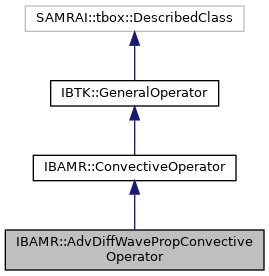 SAMRAI::tbox::DescribedClass
IBTK::GeneralOperator
IBAMR::ConvectiveOperator
IBAMR::AdvDiffWavePropConvective
Operator